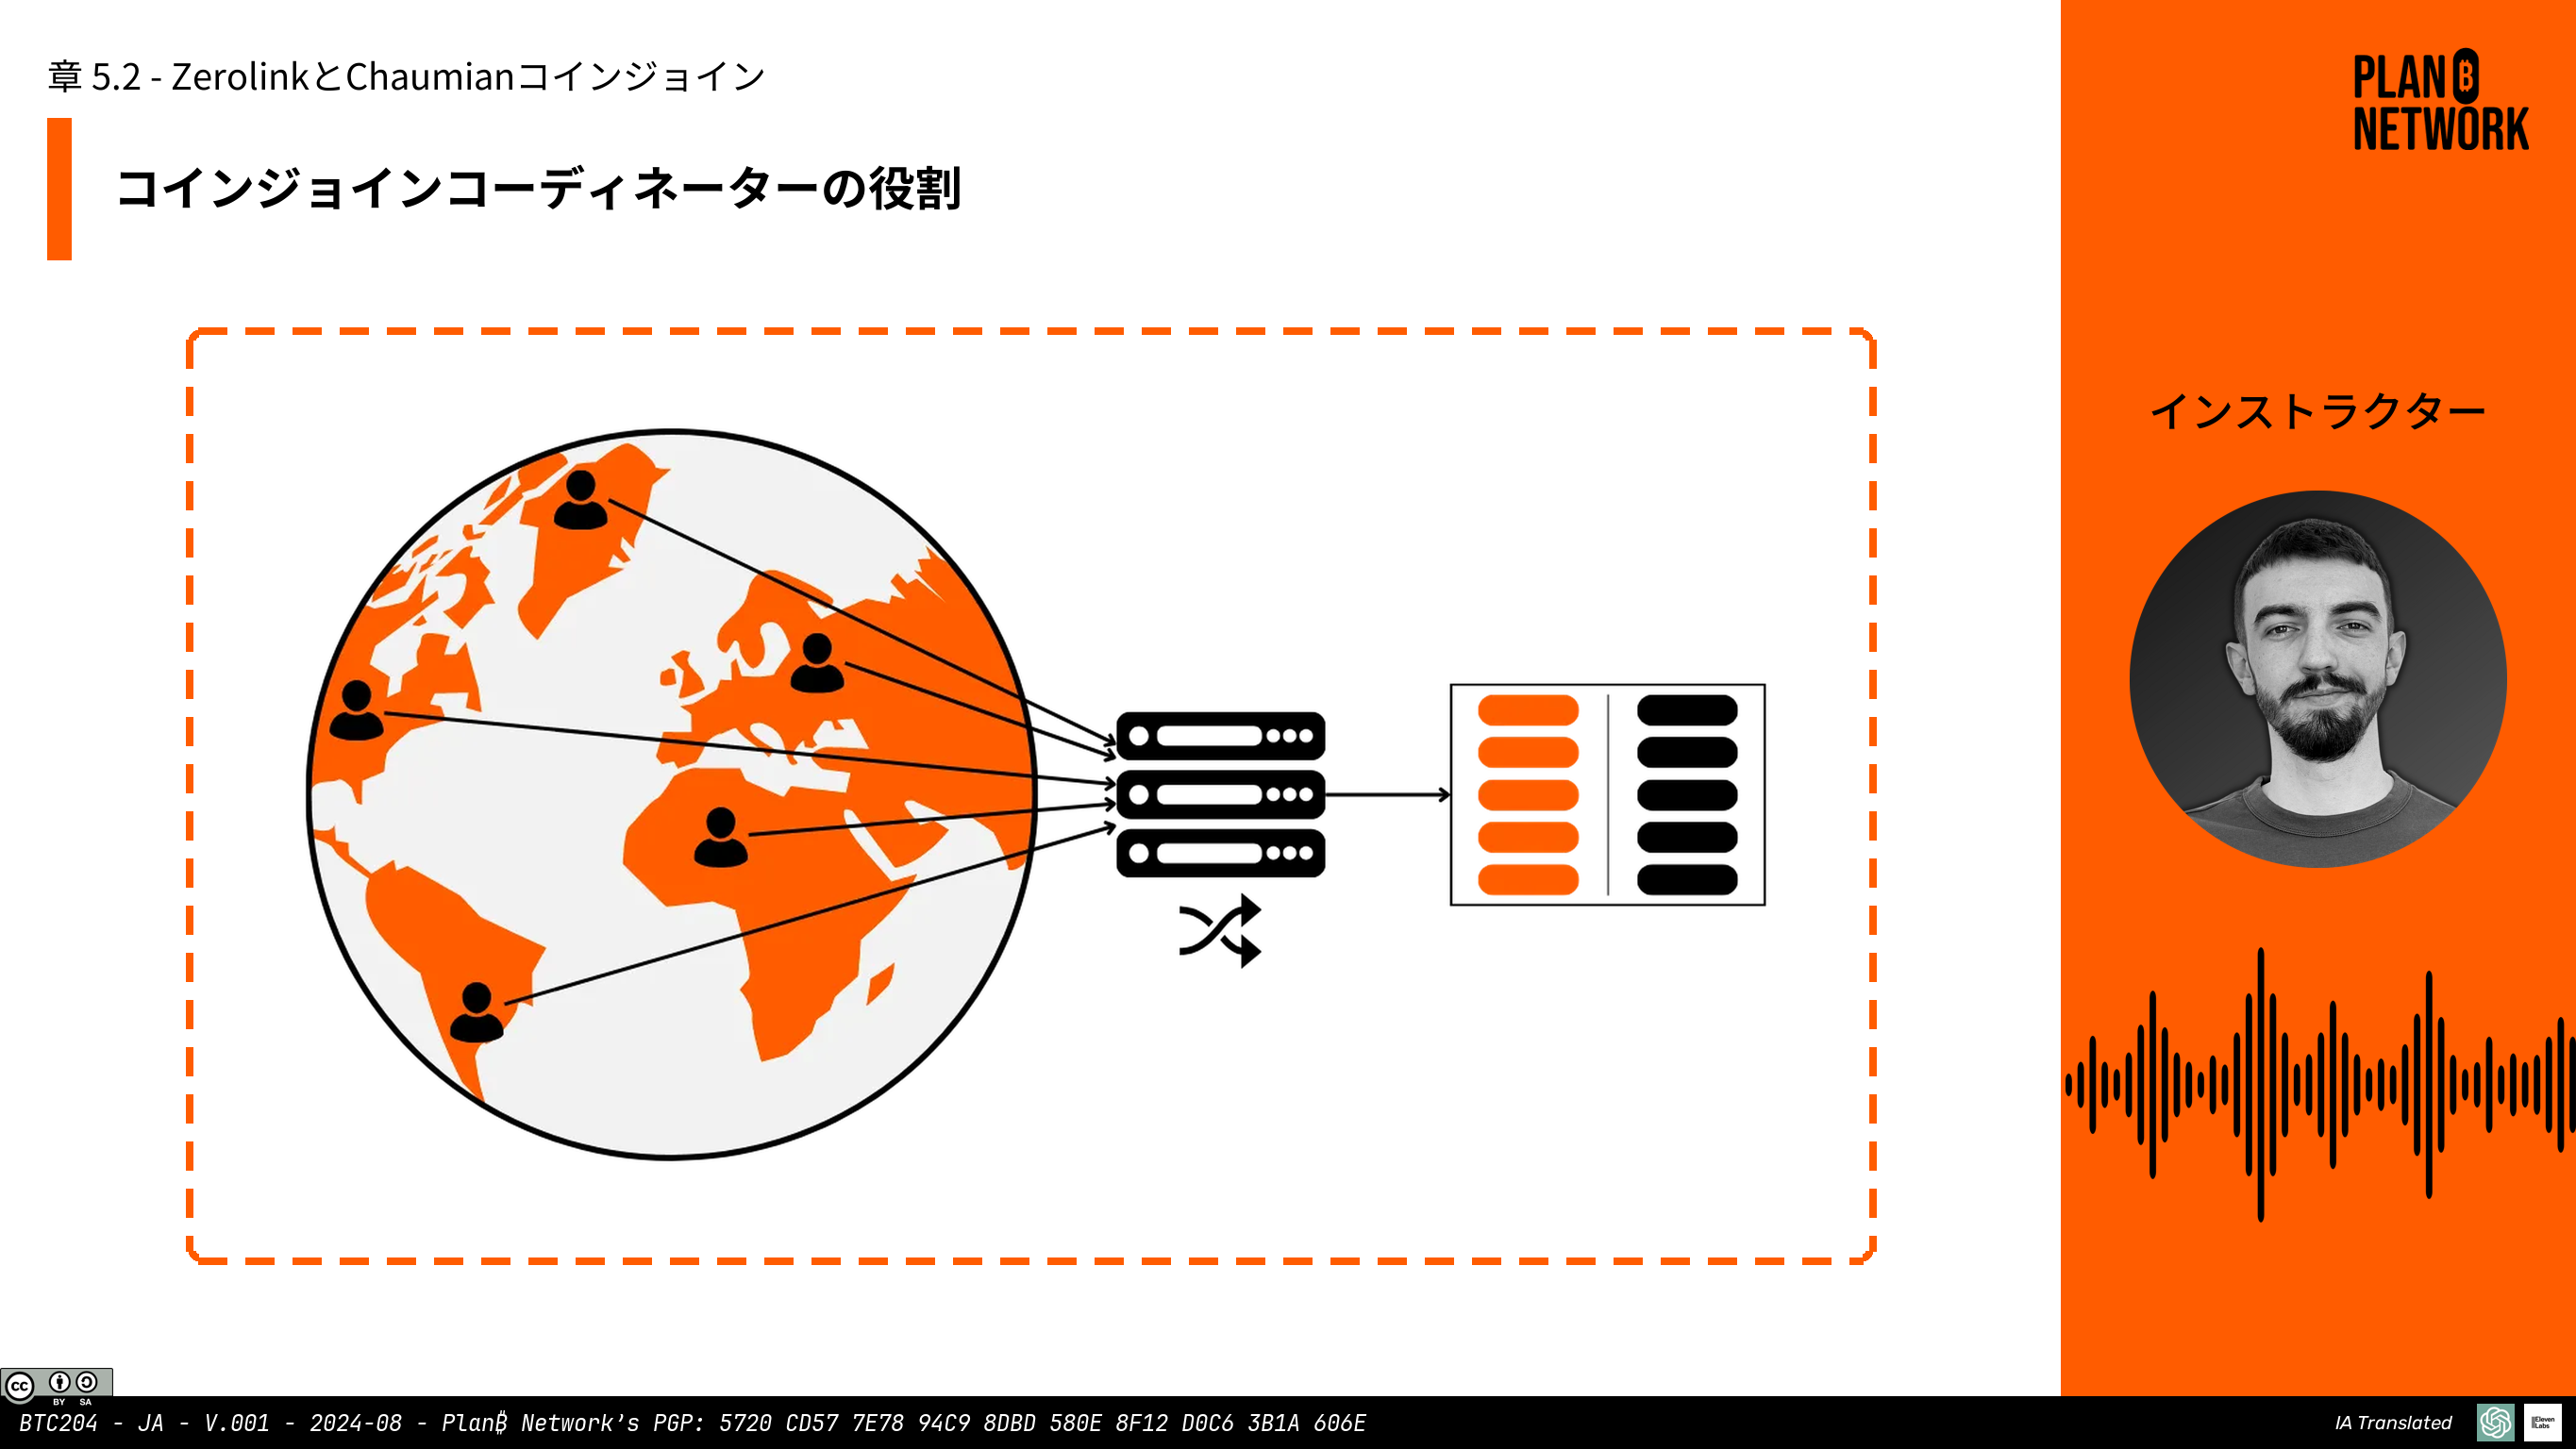 章 5.2 - ZerolinkとChaumianコインジョイン
コインジョインコーディネーターの役割
PLAN ₿
NETWORK
インストラクター
CC
BY SA
BTC204 - JA - V.001 - 2024-08 - Plan₿ Network's PGP: 5720 CD57 7E78 94C9 8DBD 580E 8F12 D0C6 3B1A 606E
IA Translated
ElevenLabs